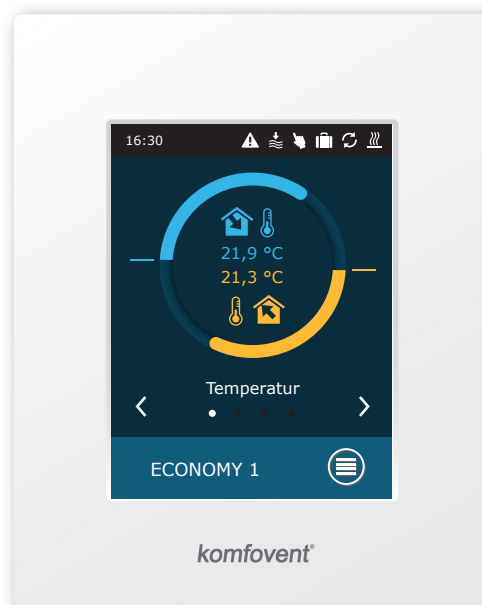 16:30
21,9 °C
21,3 °C
Temperatur
ECONOMY 1
komfovent®